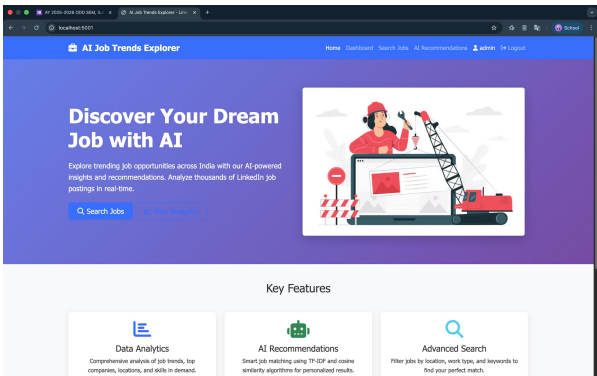 AI Job Trends Explorer - Link
localhost:5001
School
AI Job Trends Explorer
Home Dashboard Search Jobs AI Recommendations admin Logout
Discover Your Dream
Job with AI
Explore trending job opportunities across India with our AI-powered
insights and recommendations. Analyze thousands of LinkedIn job
postings in real-time.
Search Jobs View Analytics
Key Features
Data Analytics
Comprehensive analysis of job trends, top
companies, locations, and skills in demand.
AI Recommendations
Smart job matching using TF-IDF and cosine
similarity algorithms for personalized results.
Advanced Search
Filter jobs by location, work type, and keywords to
find your perfect match.